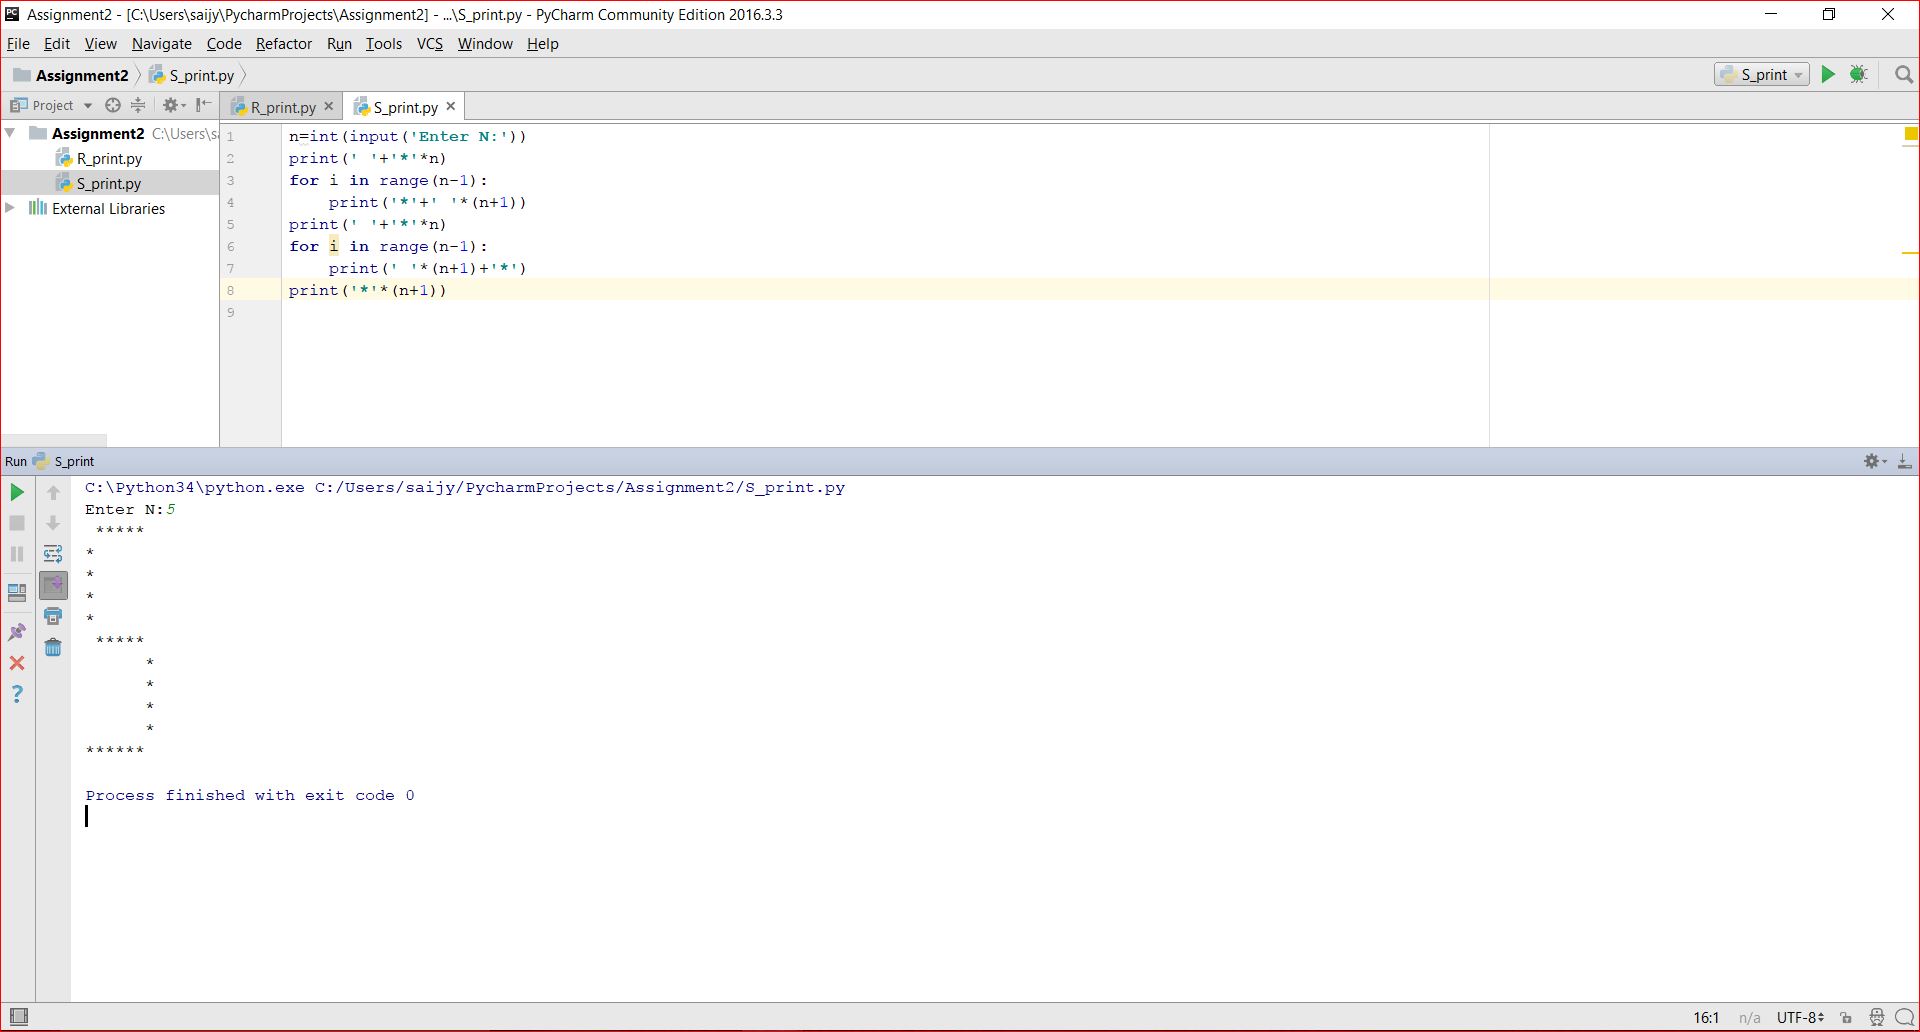 Assignment2 - [C:\Users\saijy\PycharmProjects\Assignment2] - ...\S_print.py - PyCharm Community Edition 2016.3.3
File Edit View Navigate Code Refactor Run Tools VCS Window Help
Assignment2 S_print.py S_print
Project R_print.py S_print.py
Assignment2 C:\Users\sa
R_print.py
S_print.py
External Libraries
1 n=int(input('Enter N:'))
2 print(' '+'*'*n)
3 for i in range(n-1):
4     print('*'+' '*(n+1))
5 print(' '+'*'*n)
6 for i in range(n-1):
7     print(' '*(n+1)+'*')
8 print('*'*(n+1))
9
Run S_print
C:\Python34\python.exe C:/Users/saijy/PycharmProjects/Assignment2/S_print.py
Enter N:5
 *****
*
*
*
*
 *****
      *
      *
      *
      *
******
Process finished with exit code 0
16:1 n/a UTF-8